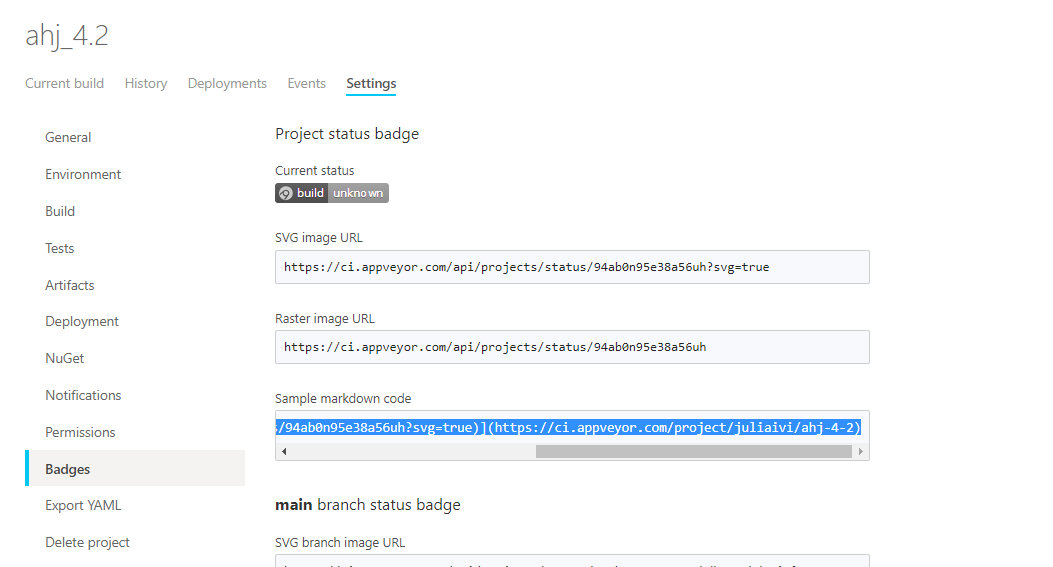 ahj_4.2
Current build History Deployments Events Settings
General
Environment
Build
Tests
Artifacts
Deployment
NuGet
Notifications
Permissions
Badges
Export YAML
Delete project
Project status badge
Current status
build unknown
SVG image URL
https://ci.appveyor.com/api/projects/status/94ab0n95e38a56uh?svg=true
Raster image URL
https://ci.appveyor.com/api/projects/status/94ab0n95e38a56uh
Sample markdown code
/94ab0n95e38a56uh?svg=true)](https://ci.appveyor.com/project/juliaivi/ahj-4-2)
main branch status badge
SVG branch image URL